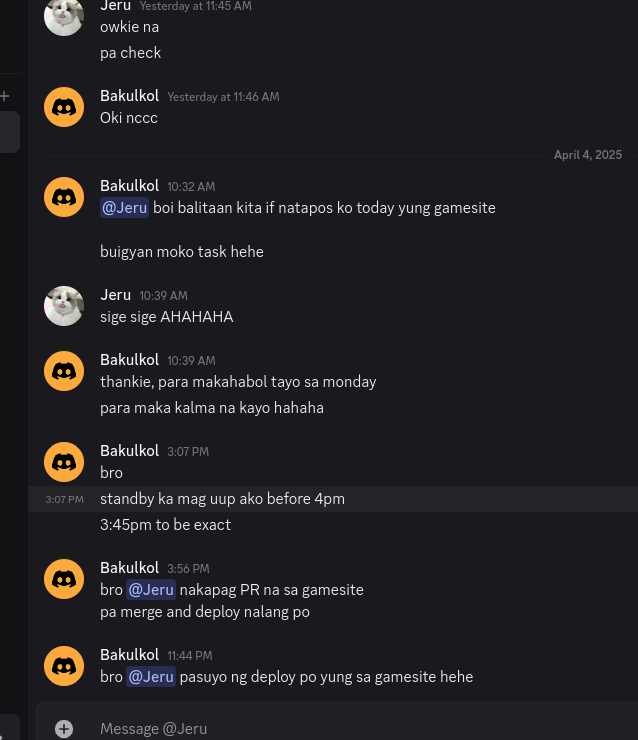 Jeru Yesterday at 11:45 AM
owkie na
pa check
Bakulkol Yesterday at 11:46 AM
Oki nccc
April 4, 2025
Bakulkol 10:32 AM
@Jeru boi balitaan kita if natapos ko today yung gamesite
buigyan moko task hehe
Jeru 10:39 AM
sige sige AHAHAHA
Bakulkol 10:39 AM
thankie, para makahabol tayo sa monday
para maka kalma na kayo hahaha
Bakulkol 3:07 PM
bro
3:07 PM standby ka mag uup ako before 4pm
3:45pm to be exact
Bakulkol 3:56 PM
bro @Jeru nakapag PR na sa gamesite
pa merge and deploy nalang po
Bakulkol 11:44 PM
bro @Jeru pasuyo ng deploy po yung sa gamesite hehe
Message @Jeru